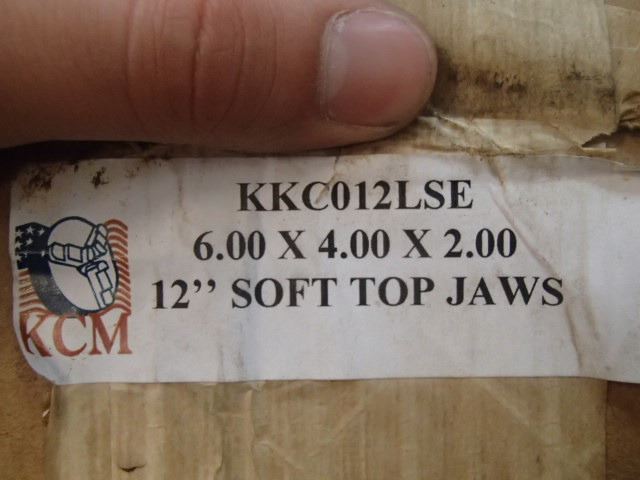 KKC012LSE
6.00 X 4.00 X 2.00
12’’ SOFT TOP JAWS
KCM